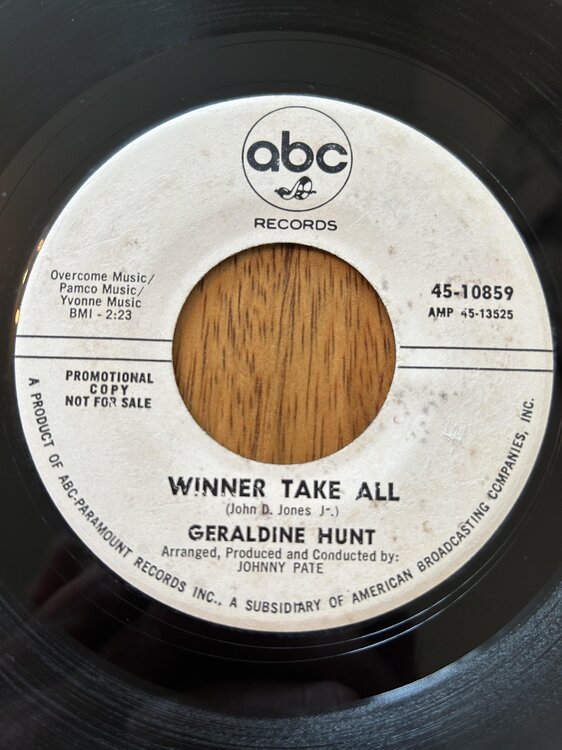 abc
RECORDS
Overcome Music/
Pamco Music/
Yvonne Music
BMI - 2:23
45-10859
AMP 45-13525
PROMOTIONAL
COPY
NOT FOR SALE
WINNER TAKE ALL
(John D. Jones Jr.)
GERALDINE HUNT
Arranged, Produced and Conducted by:
JOHNNY PATE
A PRODUCT OF ABC-PARAMOUNT RECORDS INC., A SUBSIDIARY OF AMERICAN BROADCASTING COMPANIES, INC.